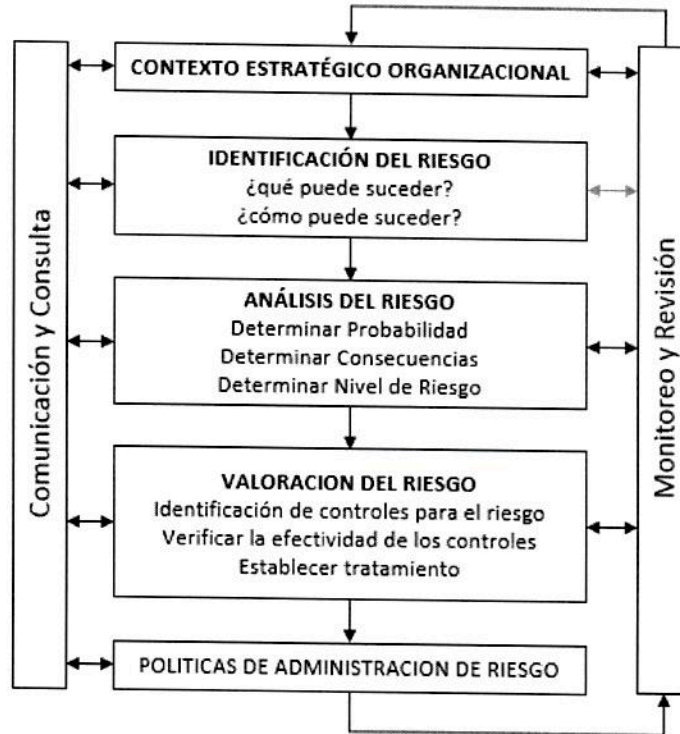 CONTEXTO ESTRATÉGICO ORGANIZACIONAL
IDENTIFICACIÓN DEL RIESGO
¿qué puede suceder?
¿cómo puede suceder?
ANÁLISIS DEL RIESGO
Determinar Probabilidad
Determinar Consecuencias
Determinar Nivel de Riesgo
VALORACION DEL RIESGO
Identificación de controles para el riesgo
Verificar la efectividad de los controles
Establecer tratamiento
POLITICAS DE ADMINISTRACION DE RIESGO
Comunicación y Consulta
Monitoreo y Revisión